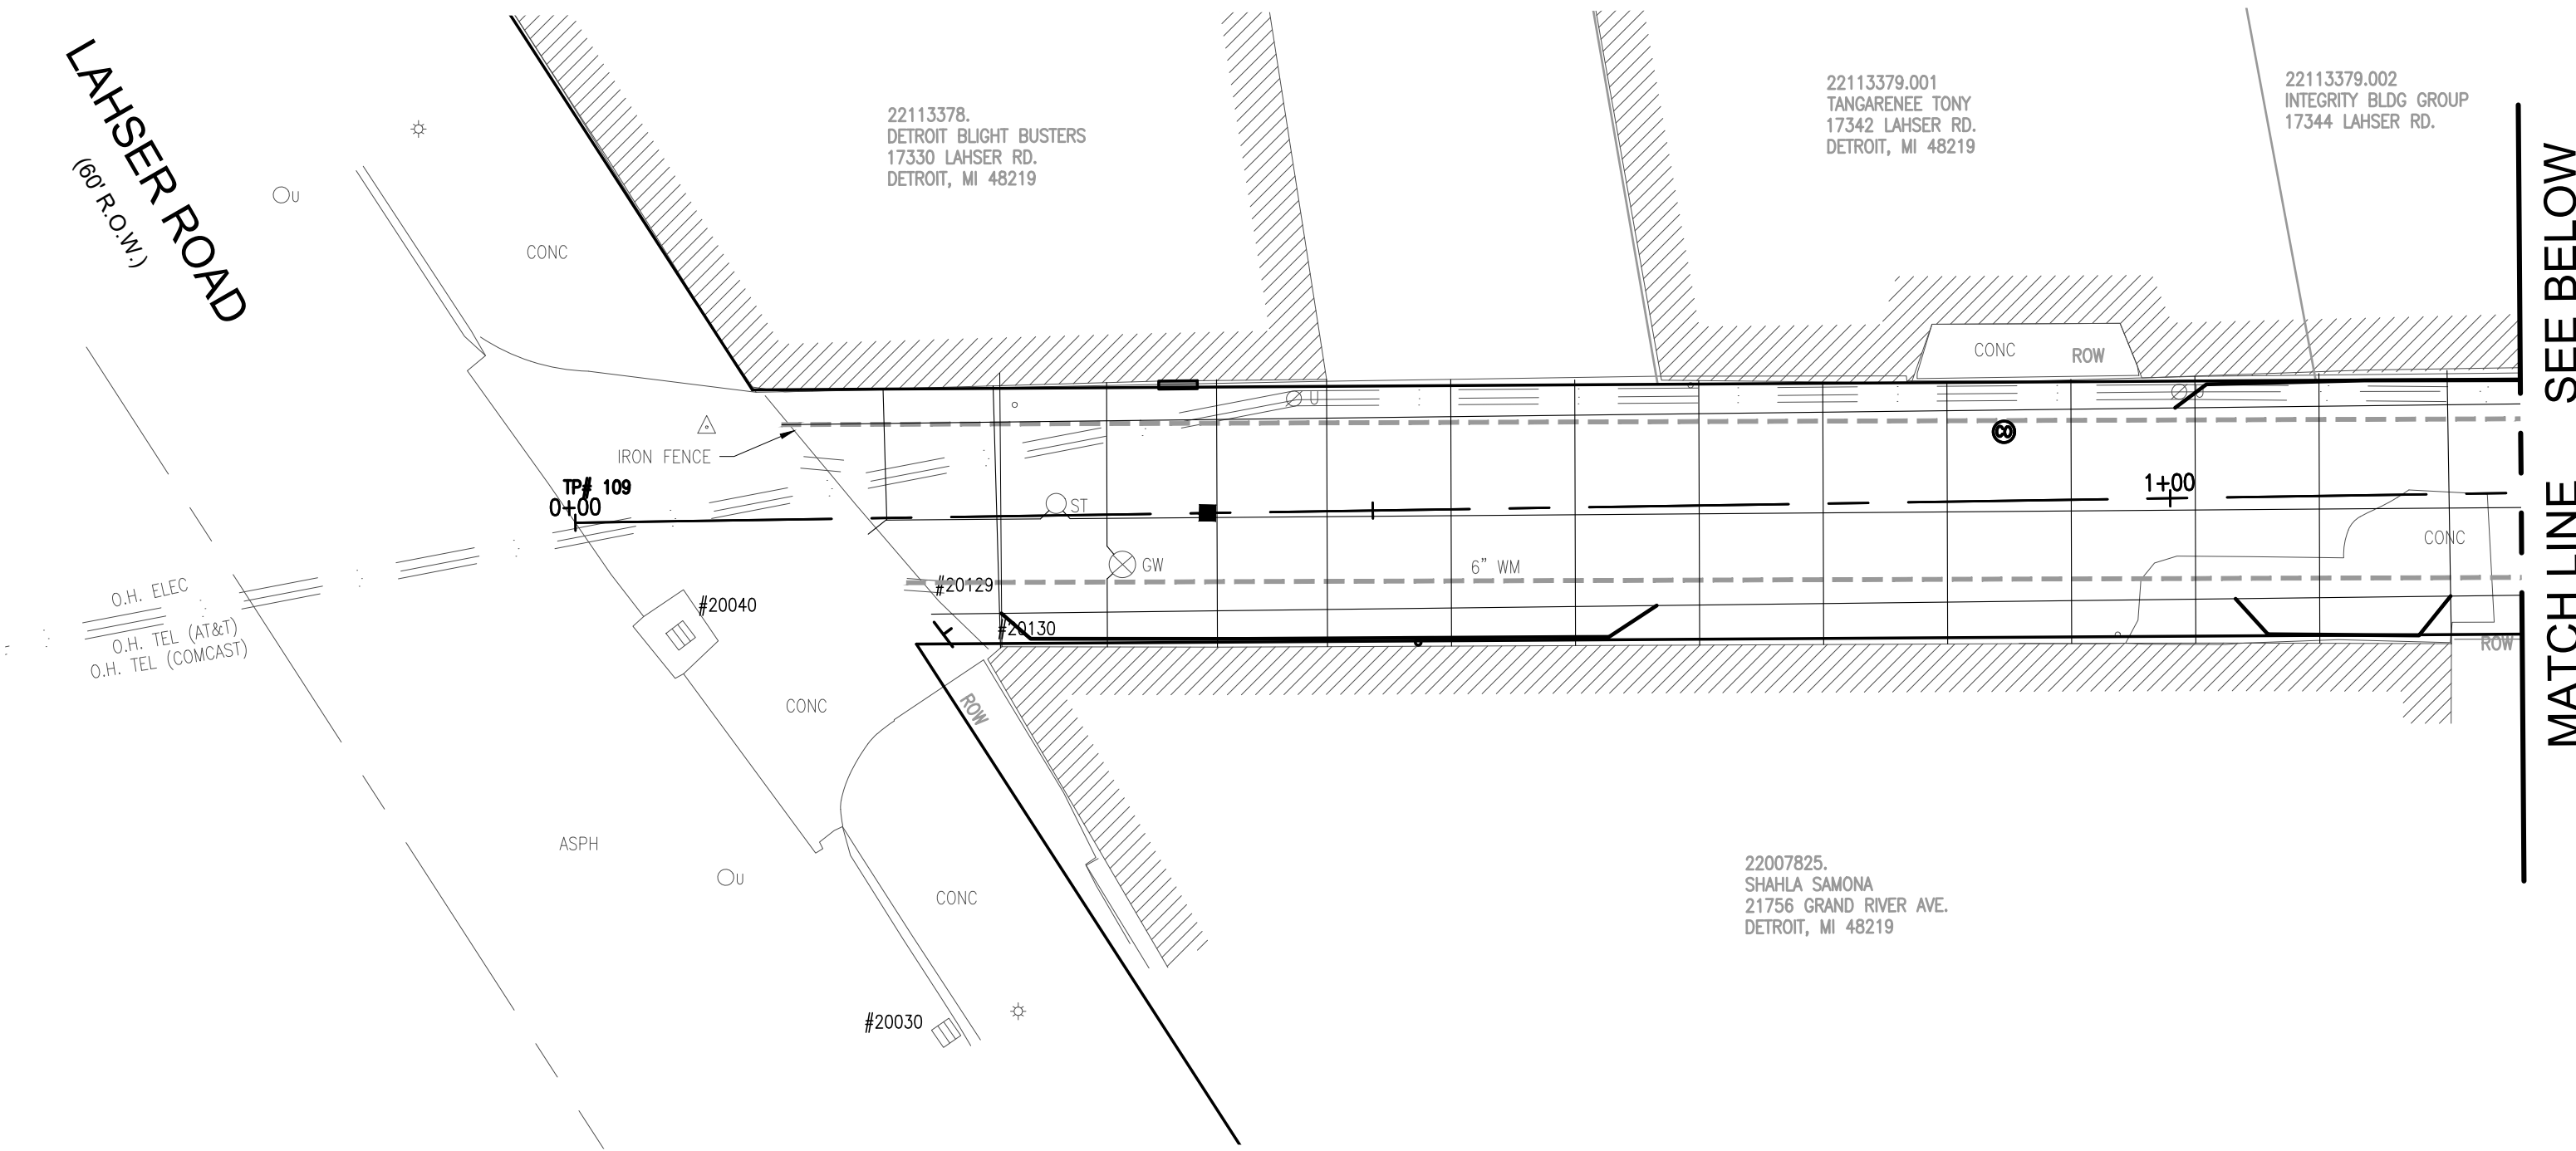 LAHSER ROAD
(60' R.O.W.)
22113378.
DETROIT BLIGHT BUSTERS
17330 LAHSER RD.
DETROIT, MI 48219
22113379.001
TANGARENEE TONY
17342 LAHSER RD.
DETROIT, MI 48219
22113379.002
INTEGRITY BLDG GROUP
17344 LAHSER RD.
MATCH LINE SEE BELOW
U
CONC
CONC
ROW
U
IRON FENCE
TP# 109
0+00
1+00
ST
CONC
GW
6" WM
#20129
#20040
#20130
O.H. ELEC
O.H. TEL (AT&T)
O.H. TEL (COMCAST)
ROW
CONC
ROW
ASPH
U
CONC
22007825.
SHAHLA SAMONA
21756 GRAND RIVER AVE.
DETROIT, MI 48219
#20030